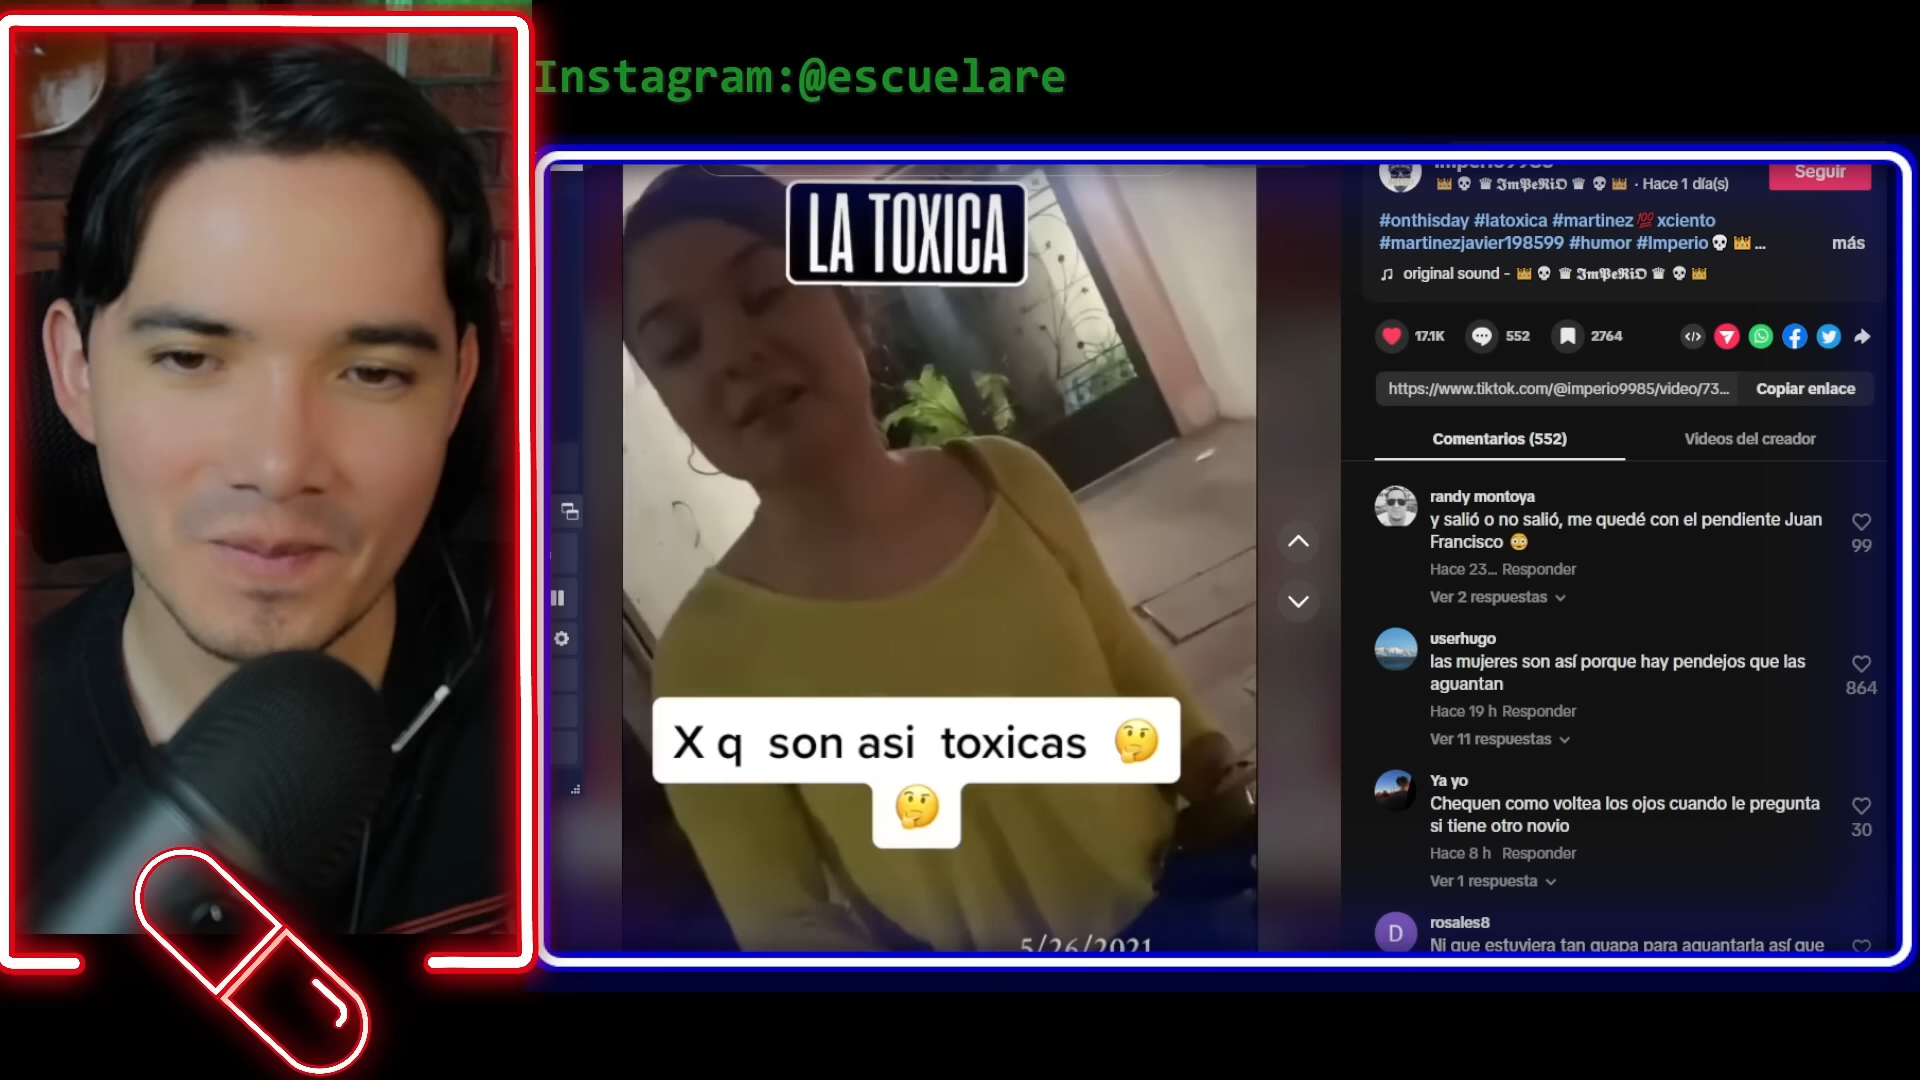 Instagram:@escuelare
LA TOXICA
X q son asi toxicas 🤔
🤔
5/26/2021
imperio9985
👑 💀 ♛ 𝕴𝖒𝕻𝖊𝕽𝖎𝕺 ♛ 💀 👑 · Hace 1 día(s)
Seguir
#onthisday #latoxica #martinez💯xciento
#martinezjavier198599 #humor #Imperio💀 👑 ...
más
♫ original sound - 👑 💀 ♛ 𝕴𝖒𝕻𝖊𝕽𝖎𝕺 ♛ 💀 👑
17.1K
552
2764
https://www.tiktok.com/@imperio9985/video/73...
Copiar enlace
Comentarios (552)
Videos del creador
randy montoya
y salió o no salió, me quedé con el pendiente Juan
Francisco 😳
99
Hace 23... Responder
Ver 2 respuestas
userhugo
las mujeres son así porque hay pendejos que las
aguantan
864
Hace 19 h Responder
Ver 11 respuestas
Ya yo
Chequen como voltea los ojos cuando le pregunta
si tiene otro novio
30
Hace 8 h Responder
Ver 1 respuesta
D
rosales8
Ni que estuviera tan guapa para aguantarla así que